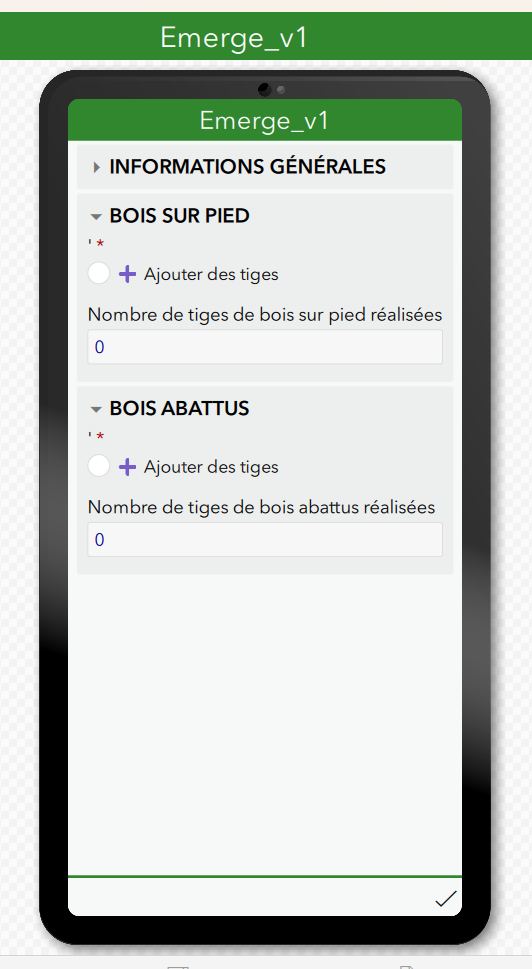 Emerge_v1
Emerge_v1
INFORMATIONS GÉNÉRALES
BOIS SUR PIED
' *
Ajouter des tiges
Nombre de tiges de bois sur pied réalisées
0
BOIS ABATTUS
' *
Ajouter des tiges
Nombre de tiges de bois abattus réalisées
0